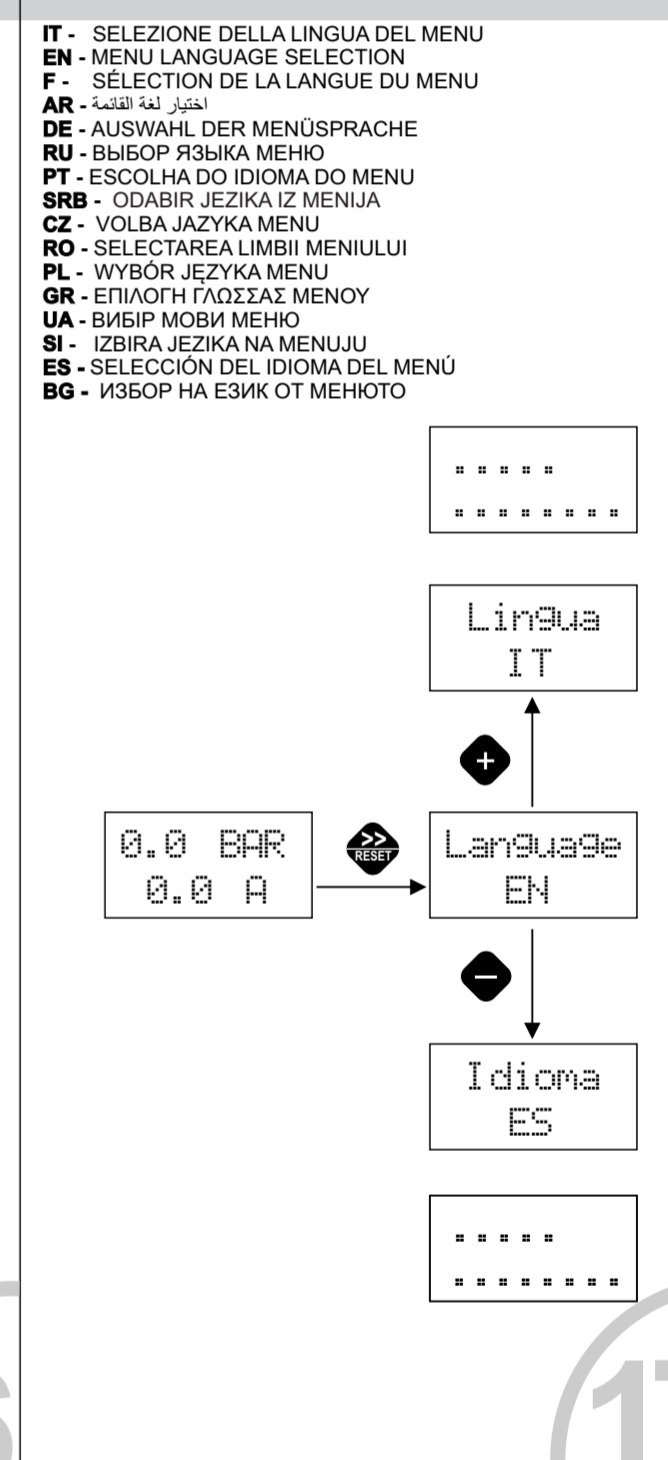 IT - SELEZIONE DELLA LINGUA DEL MENU
EN - MENU LANGUAGE SELECTION
F - SÉLECTION DE LA LANGUE DU MENU
AR - اختيار لغة القائمة
DE - AUSWAHL DER MENÜSPRACHE
RU - ВЫБОР ЯЗЫКА МЕНЮ
PT - ESCOLHA DO IDIOMA DO MENU
SRB - ODABIR JEZIKA IZ MENIJA
CZ - VOLBA JAZYKA MENU
RO - SELECTAREA LIMBII MENIULUI
PL - WYBÓR JĘZYKA MENU
GR - ΕΠΙΛΟΓΗ ΓΛΩΣΣΑΣ ΜΕΝΟΥ
UA - ВИБІР МОВИ МЕНЮ
SI - IZBIRA JEZIKA NA MENUJU
ES - SELECCIÓN DEL IDIOMA DEL MENÚ
BG - ИЗБОР НА ЕЗИК ОТ МЕНЮТО
.....
........
Lingua
IT
+
0.0 BAR
0.0 A
>>
RESET
Language
EN
-
Idioma
ES
.....
........